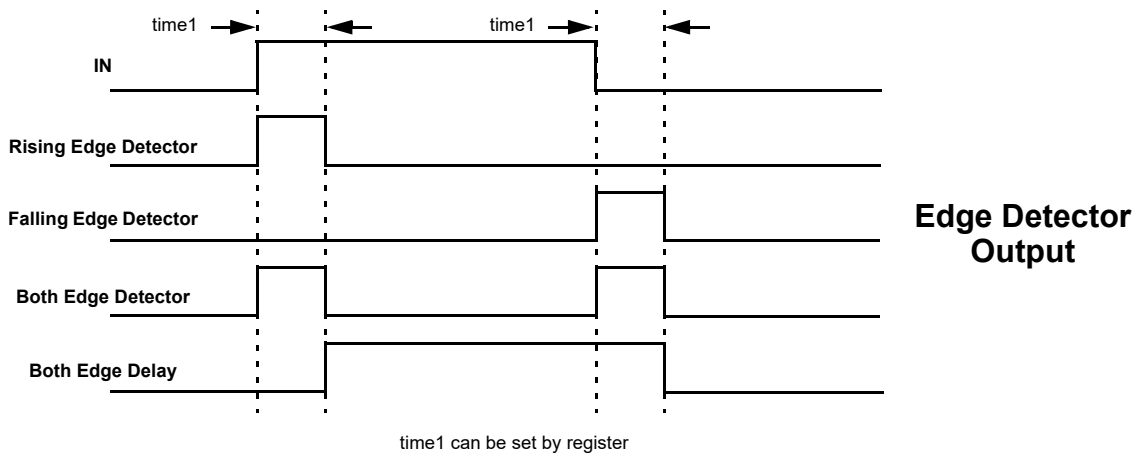 time1
time1
IN
Rising Edge Detector
Falling Edge Detector
Edge Detector
Output
Both Edge Detector
Both Edge Delay
time1 can be set by register